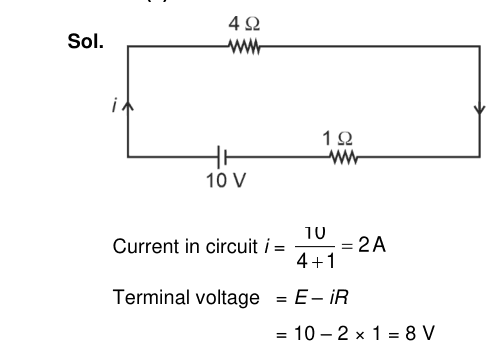 4 Ω
Sol.
i
1 Ω
10 V
Current in circuit i = 10/4+1 = 2 A
Terminal voltage = E – iR
= 10 – 2 × 1 = 8 V